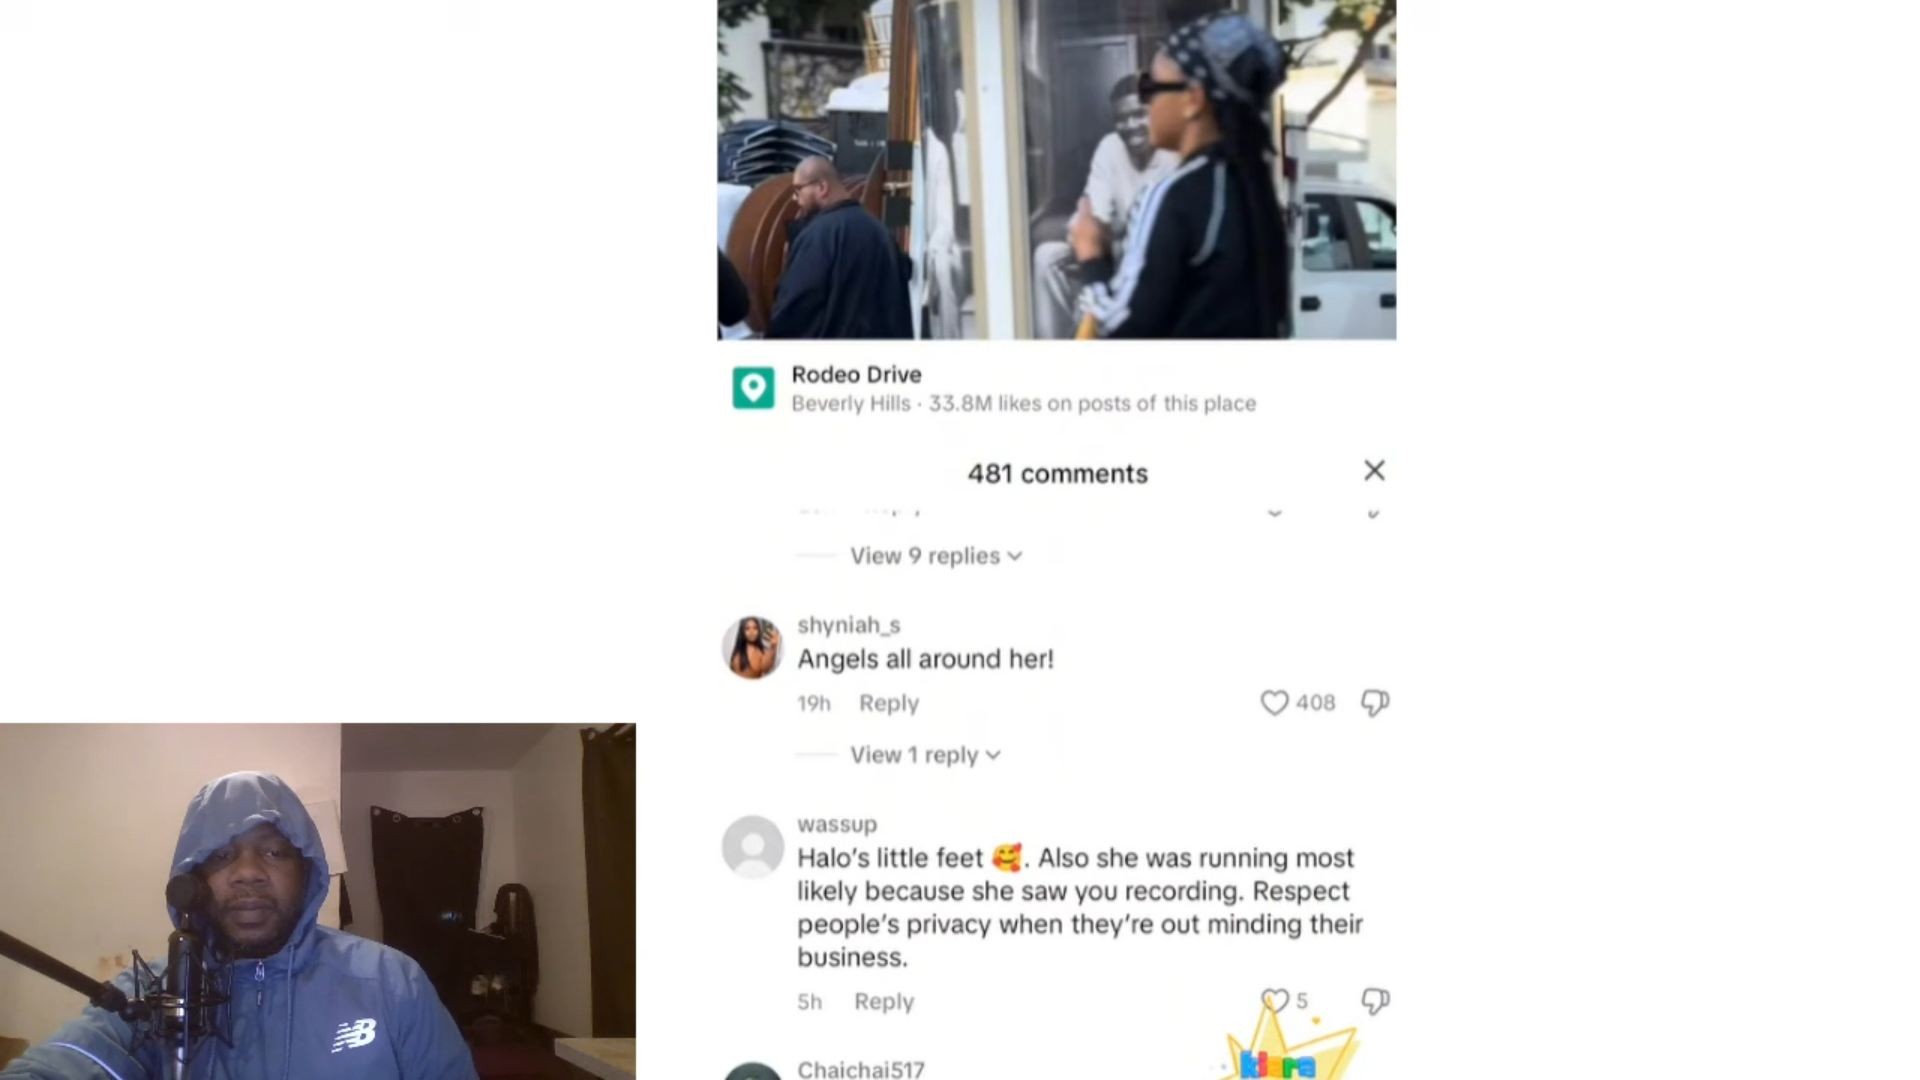 Rodeo Drive
Beverly Hills · 33.8M likes on posts of this place
481 comments
View 9 replies
shyniah_s
Angels all around her!
19h Reply
408
View 1 reply
wassup
Halo's little feet 🥰. Also she was running most
likely because she saw you recording. Respect
people's privacy when they're out minding their
business.
5h Reply
5
Chaichai517
kiera
NB